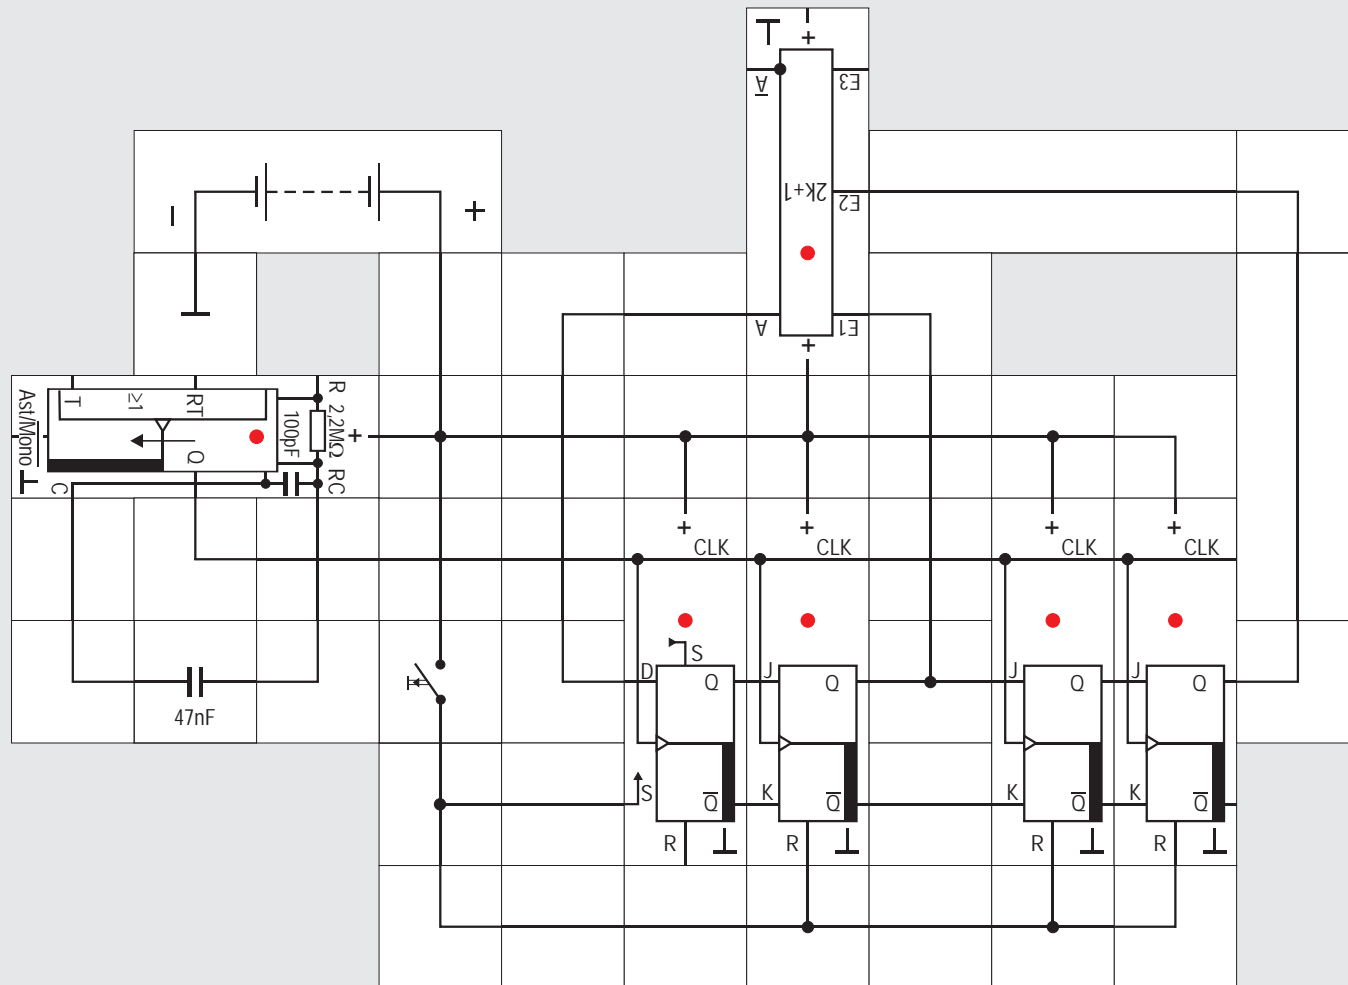 +
A̅ E3
2k+1 E2
A E1
+
− +
Ast/Mono̅
T ≥1 RT R
100pF 2,2MΩ +
Q RC
C
+ + + +
CLK CLK CLK CLK
S
D Q J Q J Q J Q
47nF
S Q̅ K Q̅ K Q̅ K Q̅
R R R R